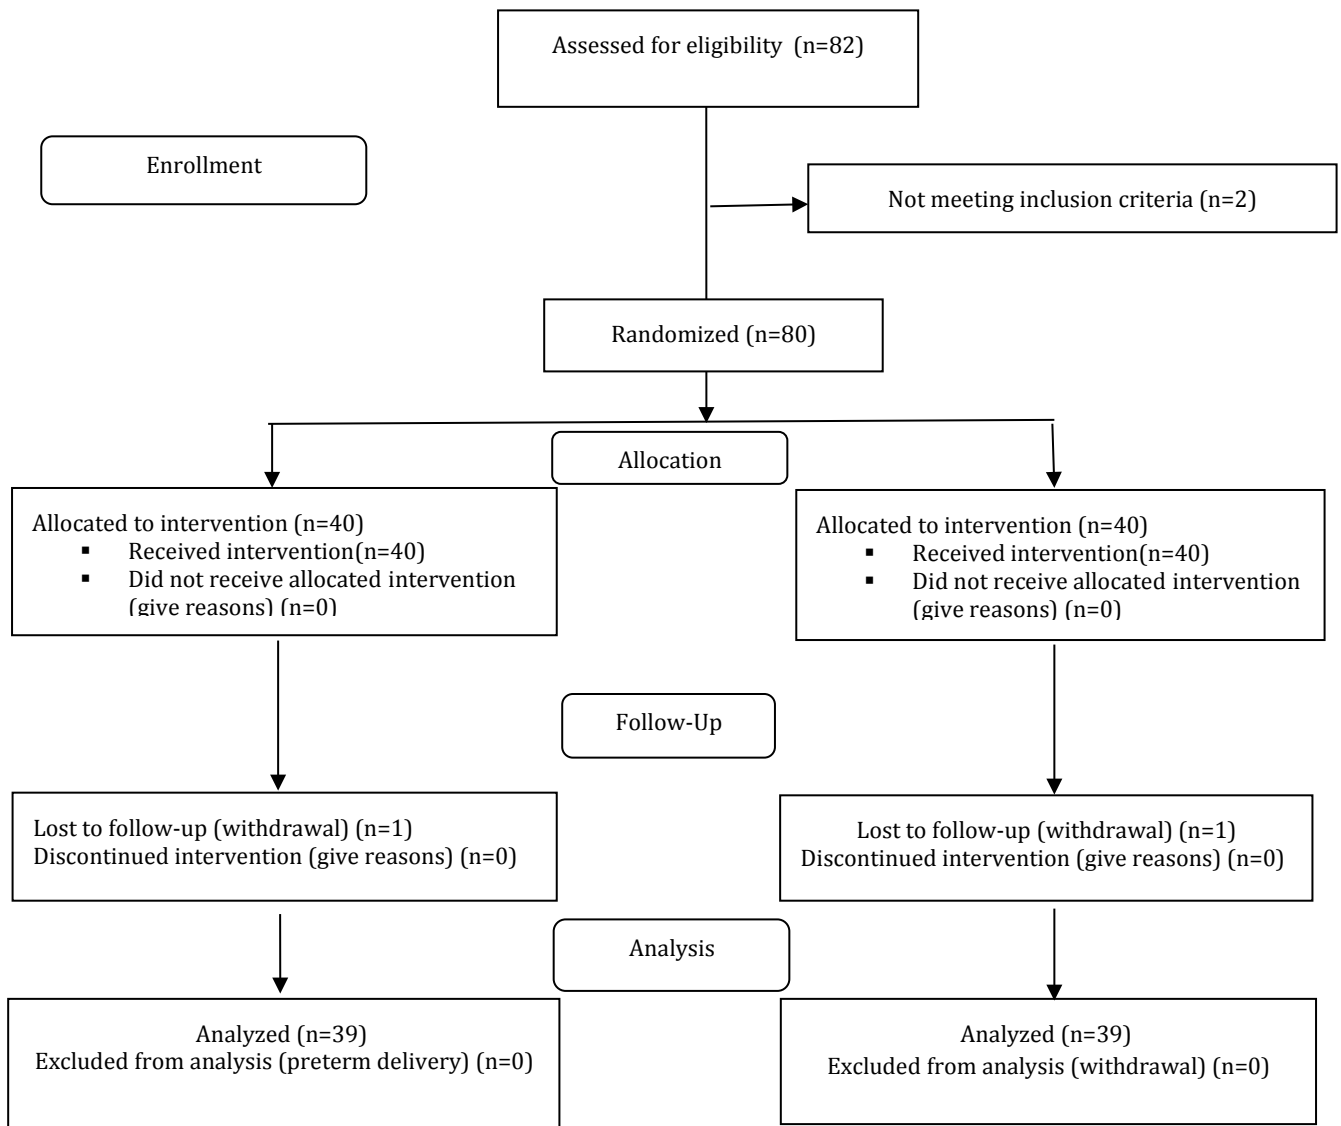 Assessed for eligibility (n=82)
Enrollment
Not meeting inclusion criteria (n=2)
Randomized (n=80)
Allocation
Allocated to intervention (n=40)
▪ Received intervention(n=40)
▪ Did not receive allocated intervention
(give reasons) (n=0)
Allocated to intervention (n=40)
▪ Received intervention(n=40)
▪ Did not receive allocated intervention
(give reasons) (n=0)
Follow-Up
Lost to follow-up (withdrawal) (n=1)
Discontinued intervention (give reasons) (n=0)
Lost to follow-up (withdrawal) (n=1)
Discontinued intervention (give reasons) (n=0)
Analysis
Analyzed (n=39)
Excluded from analysis (preterm delivery) (n=0)
Analyzed (n=39)
Excluded from analysis (withdrawal) (n=0)